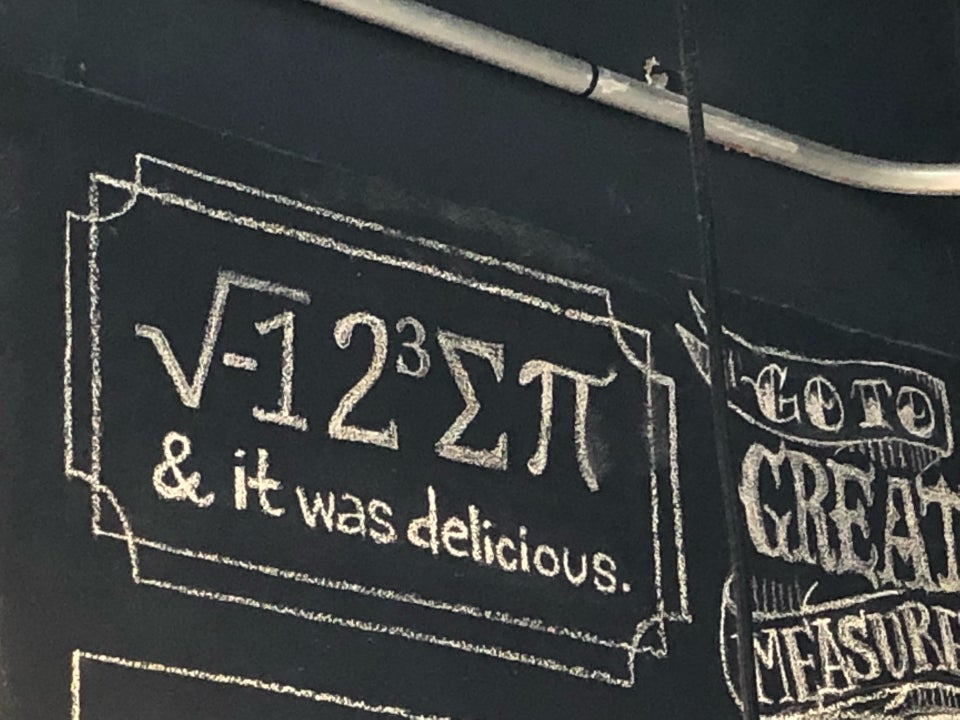 √-1 2³ Σ π
& it was delicious.
GO TO
GREAT
MEASURE